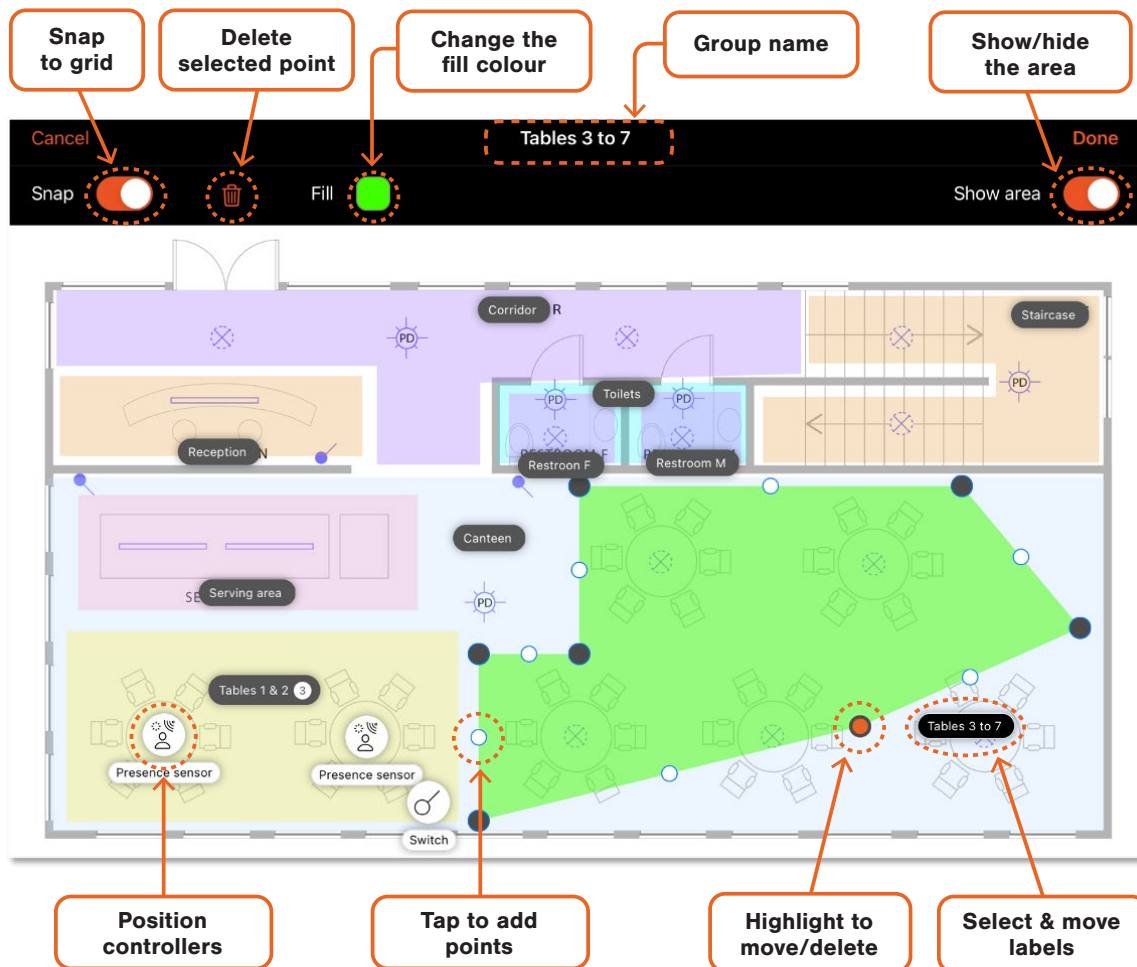 Snap
to grid
Delete
selected point
Change the
fill colour
Group name
Show/hide
the area
Cancel
Tables 3 to 7
Done
Snap
Fill
Show area
Corridor R
Staircase
PD
PD
PD
PD
Toilets
Reception N
Restroon F
Restroom M
Canteen
SE
Serving area
PD
Tables 1 & 2 3
Tables 3 to 7
Presence sensor
Presence sensor
Switch
Position
controllers
Tap to add
points
Highlight to
move/delete
Select & move
labels